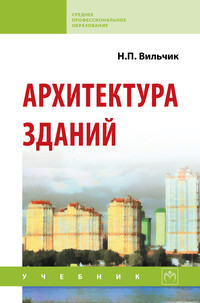 СРЕДНЕЕ
ПРОФЕССИОНАЛЬНОЕ
ОБРАЗОВАНИЕ
Н.П. Вильчик
АРХИТЕКТУРА
ЗДАНИЙ
УЧЕБНИК